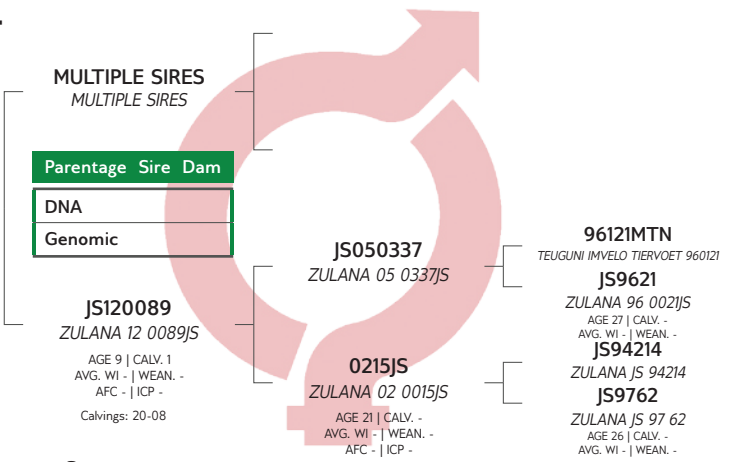 MULTIPLE SIRES
MULTIPLE SIRES
Parentage Sire Dam
DNA
Genomic
JS120089
ZULANA 12 0089JS
AGE 9 | CALV. 1
AVG. WI - | WEAN. -
AFC - | ICP -
Calvings: 20-08
JS050337
ZULANA 05 0337JS
0215JS
ZULANA 02 0015JS
AGE 21 | CALV. -
AVG. WI - | WEAN. -
AFC - | ICP -
96121MTN
TEUGUNI IMVELO TIERVOET 960121
JS9621
ZULANA 96 0021JS
AGE 27 | CALV. -
AVG. WI - | WEAN. -
JS94214
ZULANA JS 94214
JS9762
ZULANA JS 97 62
AGE 26 | CALV. -
AVG. WI - | WEAN. -